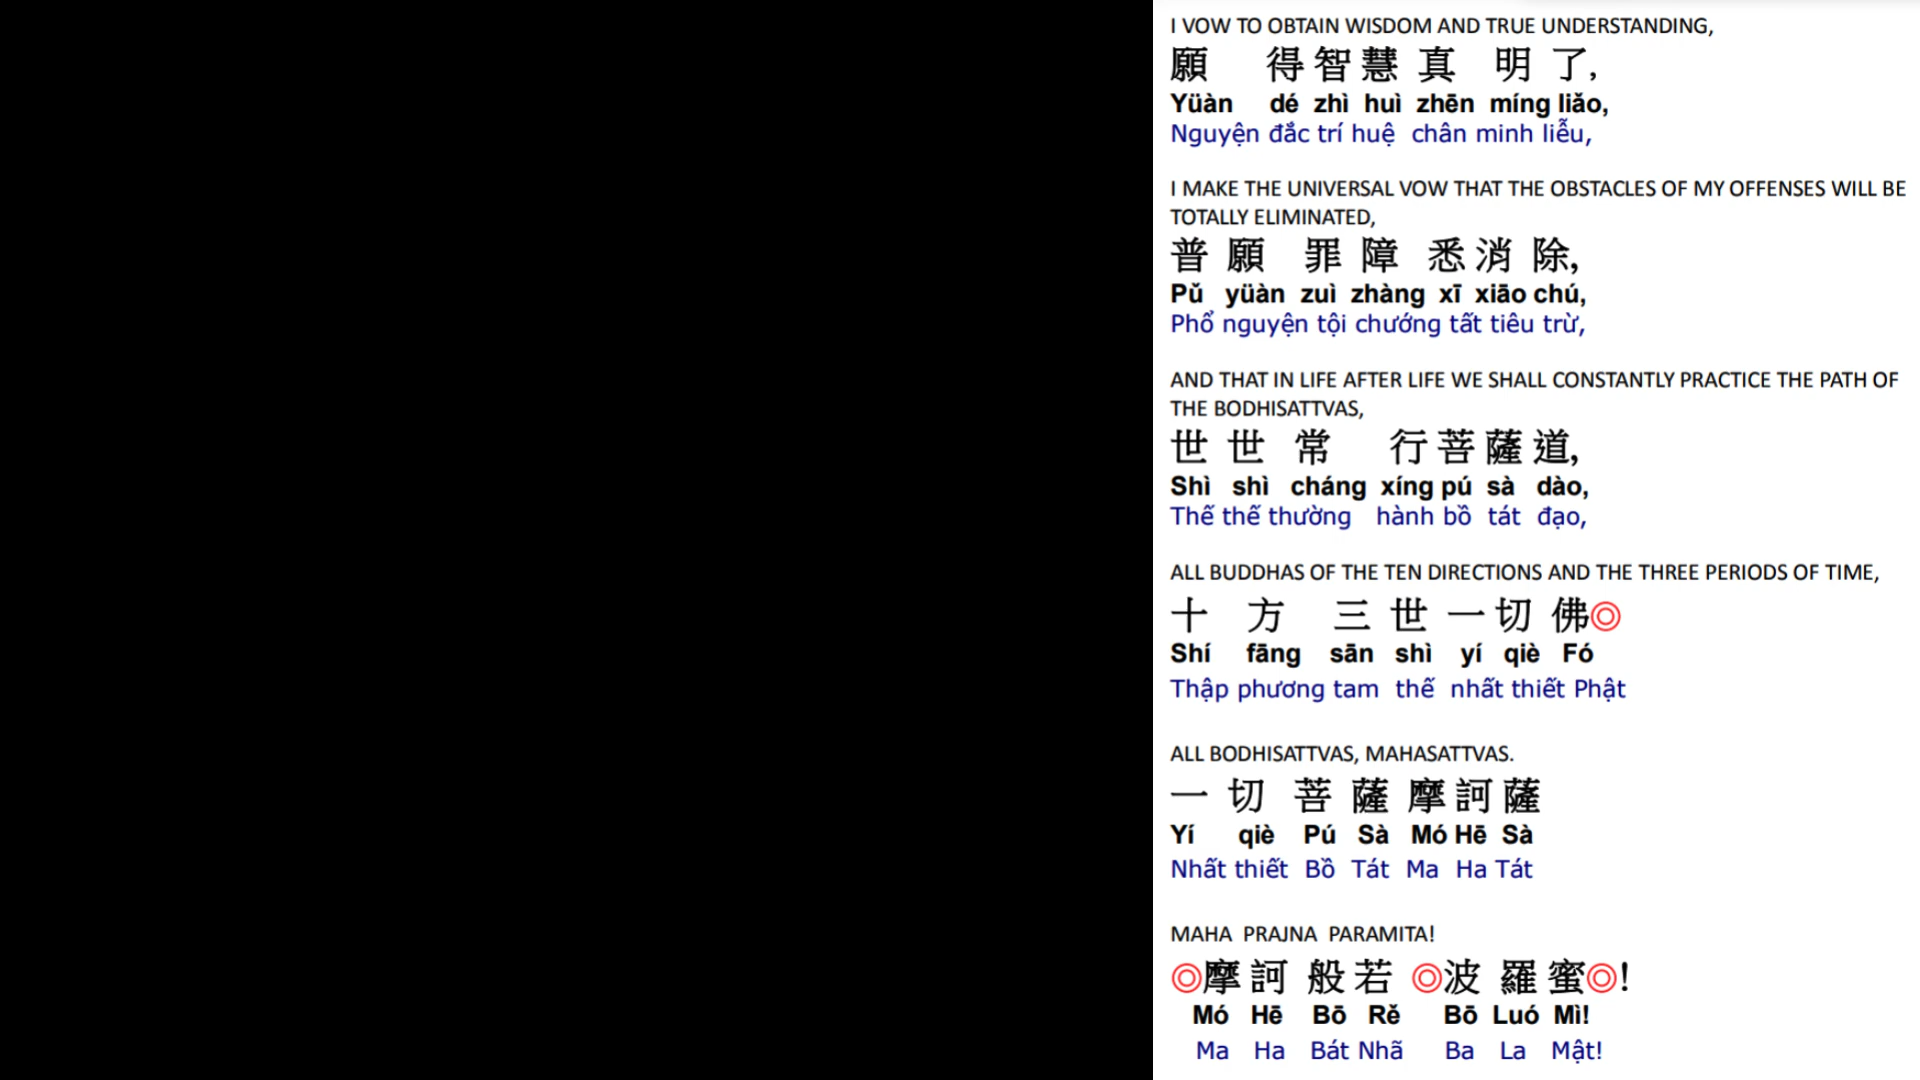 I VOW TO OBTAIN WISDOM AND TRUE UNDERSTANDING,
願 得 智 慧 真 明 了,
Yüàn dé zhì huì zhēn míng liǎo,
Nguyện đắc trí huệ chân minh liễu,
I MAKE THE UNIVERSAL VOW THAT THE OBSTACLES OF MY OFFENSES WILL BE
TOTALLY ELIMINATED,
普 願 罪 障 悉 消 除,
Pǔ yüàn zuì zhàng xī xiāo chú,
Phổ nguyện tội chướng tất tiêu trừ,
AND THAT IN LIFE AFTER LIFE WE SHALL CONSTANTLY PRACTICE THE PATH OF
THE BODHISATTVAS,
世 世 常 行 菩 薩 道,
Shì shì cháng xíng pú sà dào,
Thế thế thường hành bồ tát đạo,
ALL BUDDHAS OF THE TEN DIRECTIONS AND THE THREE PERIODS OF TIME,
十 方 三 世 一 切 佛◎
Shí fāng sān shì yí qiè Fó
Thập phương tam thế nhất thiết Phật
ALL BODHISATTVAS, MAHASATTVAS.
一 切 菩 薩 摩 訶 薩
Yí qiè Pú Sà Mó Hē Sà
Nhất thiết Bồ Tát Ma Ha Tát
MAHA PRAJNA PARAMITA!
◎摩 訶 般 若 ◎波 羅 蜜◎!
Mó Hē Bō Rě Bō Luó Mì!
Ma Ha Bát Nhã Ba La Mật!